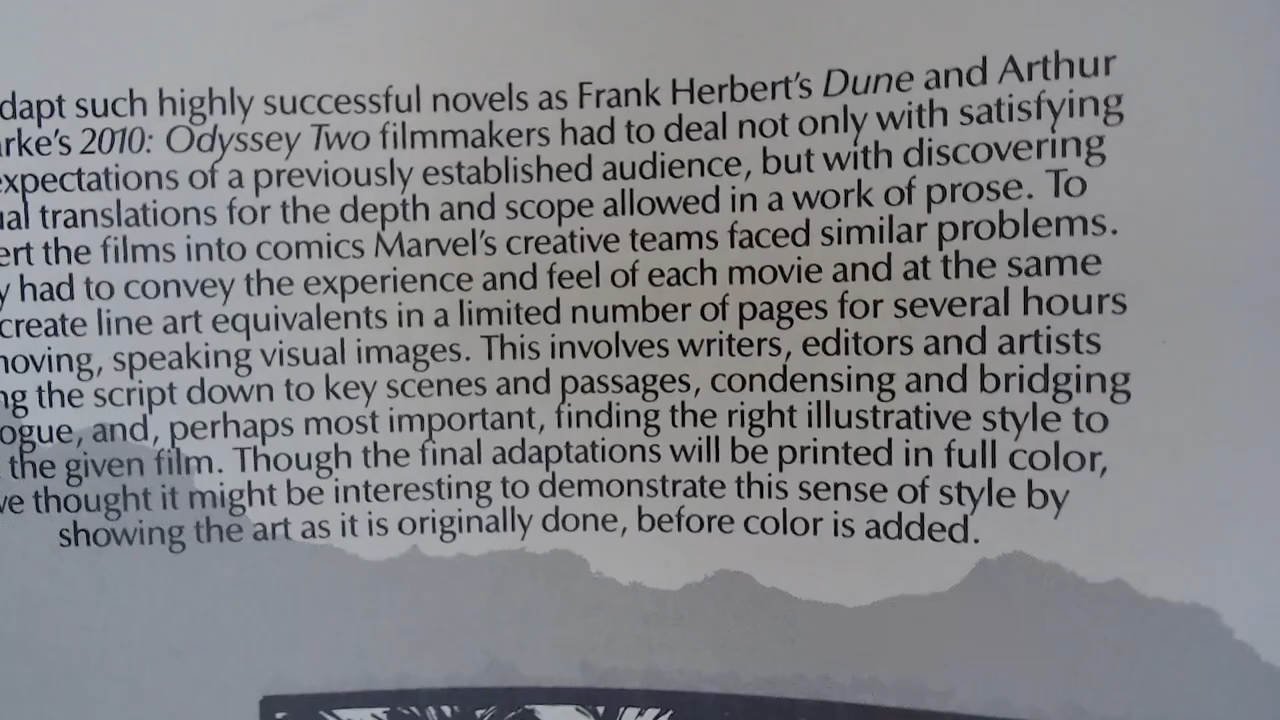 dapt such highly successful novels as Frank Herbert's Dune and Arthur
rke's 2010: Odyssey Two filmmakers had to deal not only with satisfying
expectations of a previously established audience, but with discovering
ual translations for the depth and scope allowed in a work of prose. To
ert the films into comics Marvel's creative teams faced similar problems.
y had to convey the experience and feel of each movie and at the same
create line art equivalents in a limited number of pages for several hours
moving, speaking visual images. This involves writers, editors and artists
ng the script down to key scenes and passages, condensing and bridging
ogue, and, perhaps most important, finding the right illustrative style to
the given film. Though the final adaptations will be printed in full color,
ve thought it might be interesting to demonstrate this sense of style by
showing the art as it is originally done, before color is added.